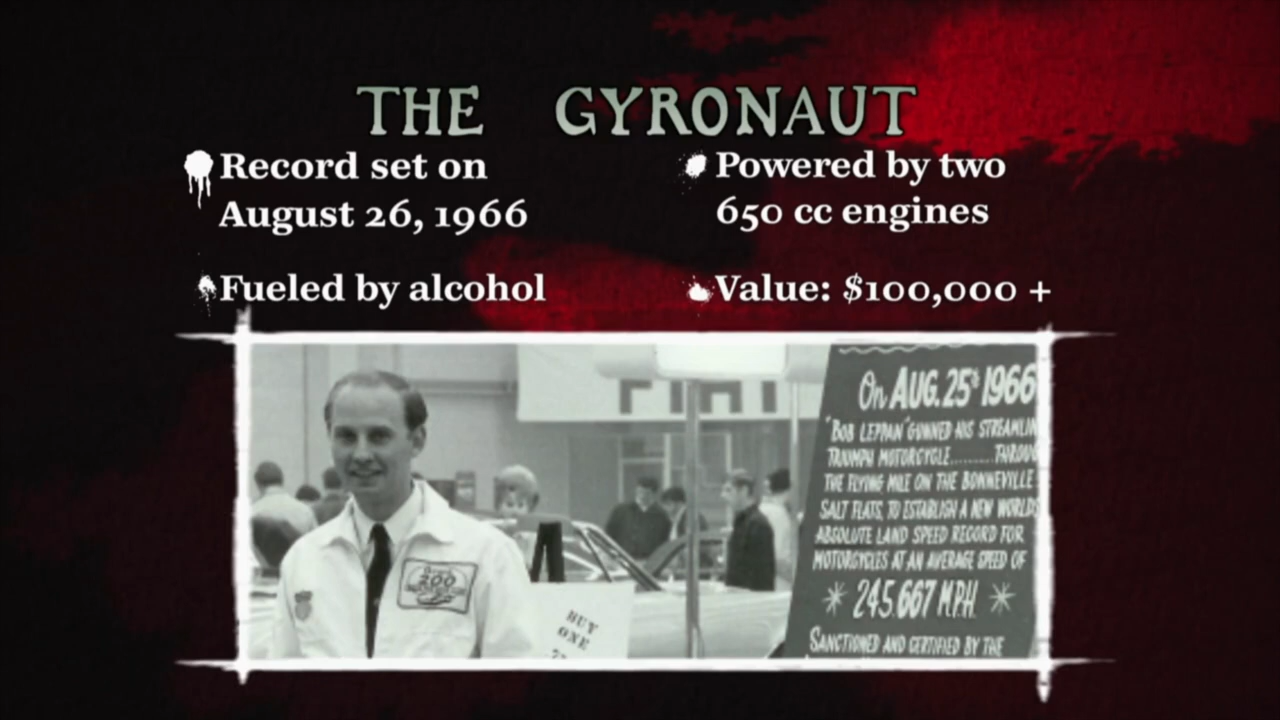 THE GYRONAUT
Record set on
August 26, 1966
Fueled by alcohol
Powered by two
650 cc engines
Value: $100,000 +
On AUG. 25th 1966
"BOB LEPPAN" GUNNED HIS STREAMLIN
TRIUMPH MOTORCYCLE..........THROU
THE FLYING MILE ON THE BONNEVILLE
SALT FLATS, TO ESTABLISH A NEW WORLDS
ABSOLUTE LAND SPEED RECORD FOR
MOTORCYCLES AT AN AVERAGE SPEED OF
245.667 M.P.H.
SANCTIONED AND CERTIFIED BY THE
200
BUY
ONE